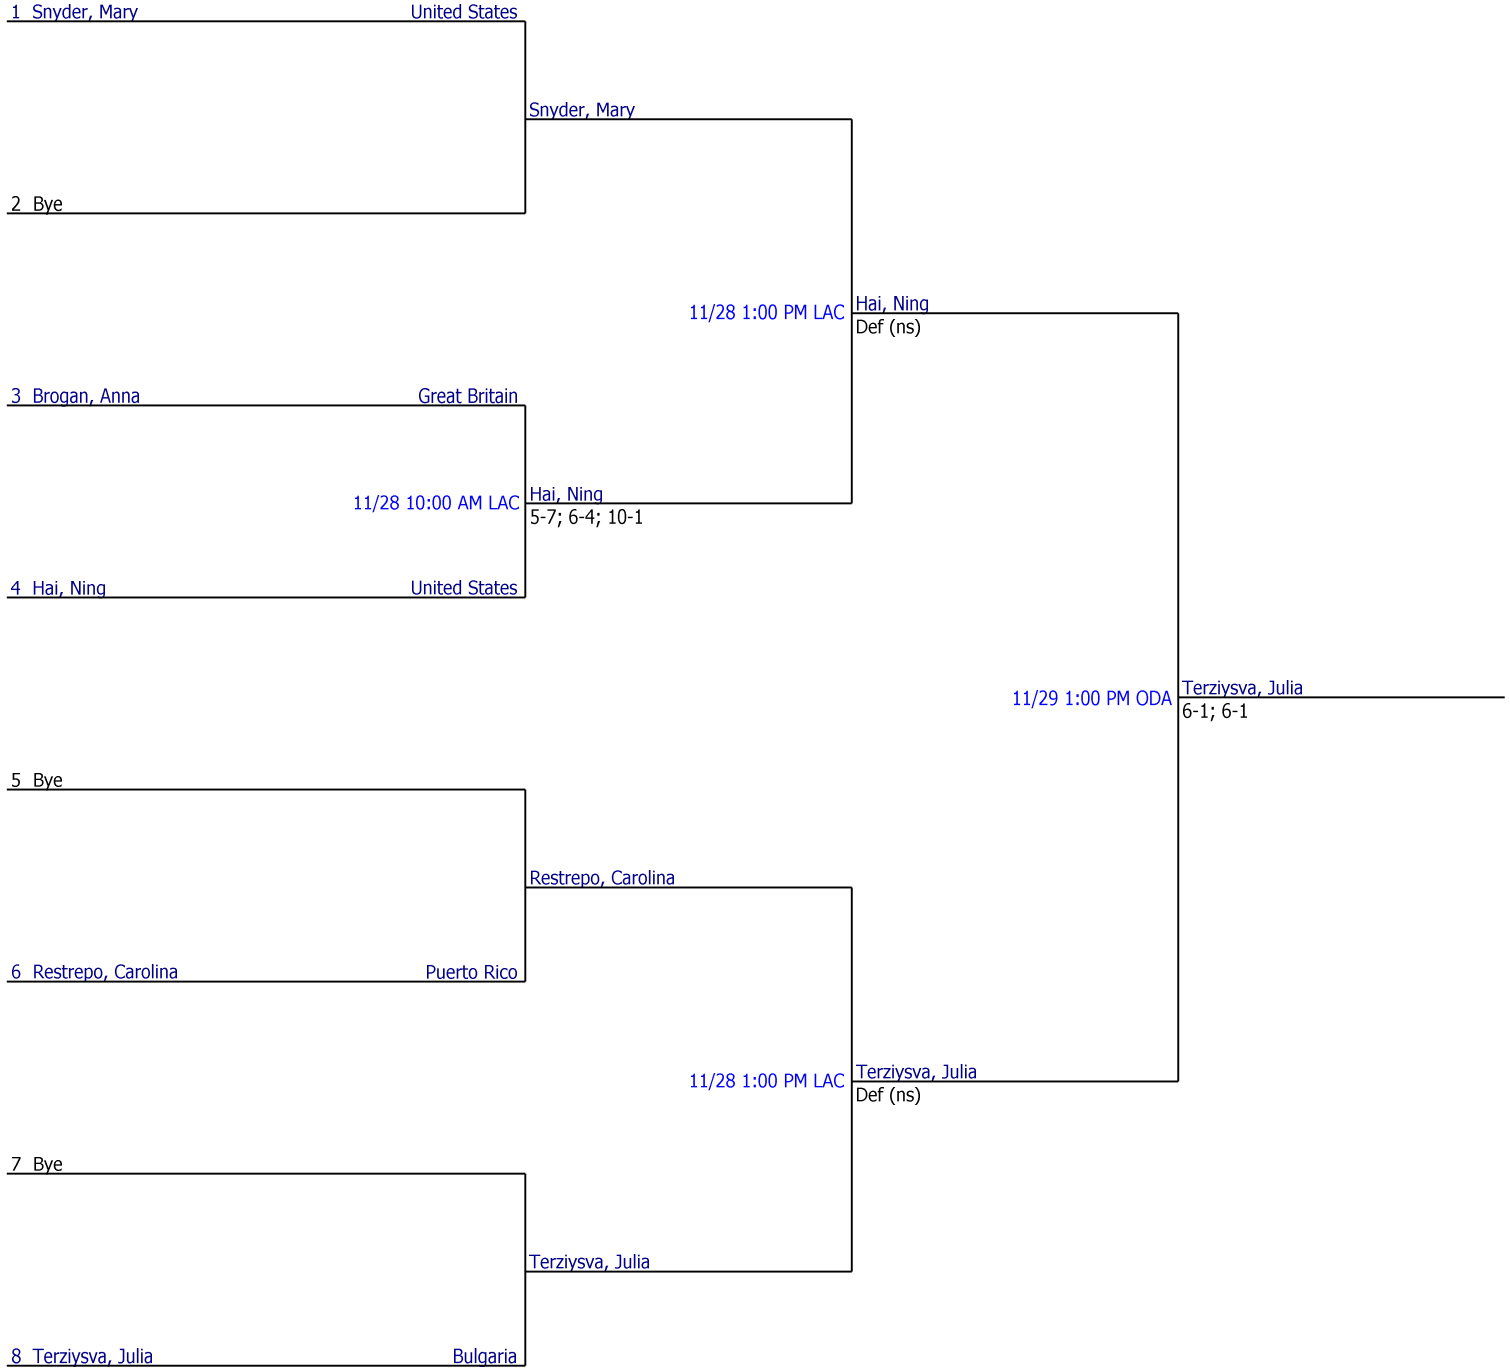 1 Snyder, Mary United States
Snyder, Mary
2 Bye
11/28 1:00 PM LAC
Hai, Ning
Def (ns)
3 Brogan, Anna Great Britain
11/28 10:00 AM LAC
Hai, Ning
5-7; 6-4; 10-1
4 Hai, Ning United States
11/29 1:00 PM ODA
Terziysva, Julia
6-1; 6-1
5 Bye
Restrepo, Carolina
6 Restrepo, Carolina Puerto Rico
11/28 1:00 PM LAC
Terziysva, Julia
Def (ns)
7 Bye
Terziysva, Julia
8 Terziysva, Julia Bulgaria